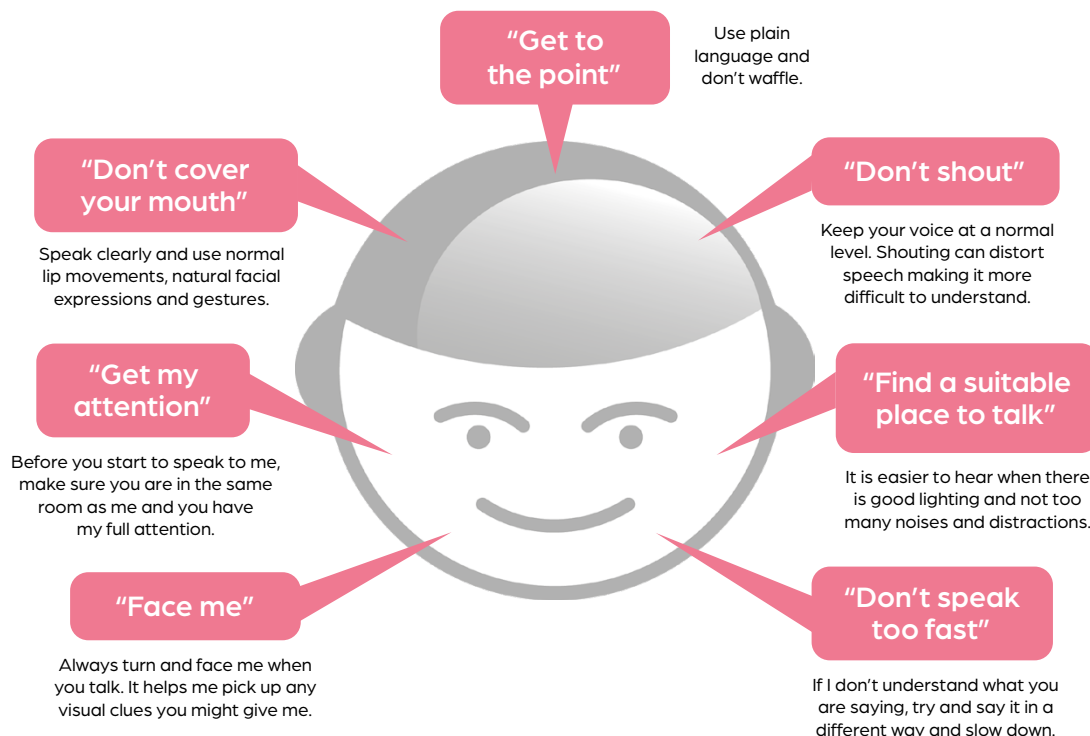 “Get to
the point”
Use plain
language and
don’t waffle.
“Don’t cover
your mouth”
Speak clearly and use normal
lip movements, natural facial
expressions and gestures.
“Don’t shout”
Keep your voice at a normal
level. Shouting can distort
speech making it more
difficult to understand.
“Get my
attention”
Before you start to speak to me,
make sure you are in the same
room as me and you have
my full attention.
“Find a suitable
place to talk”
It is easier to hear when there
is good lighting and not too
many noises and distractions.
“Face me”
Always turn and face me when
you talk. It helps me pick up any
visual clues you might give me.
“Don’t speak
too fast”
If I don’t understand what you
are saying, try and say it in a
different way and slow down.